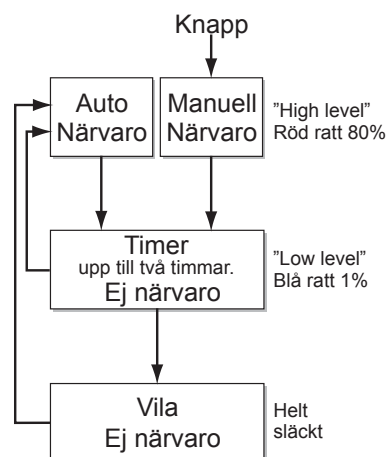 Knapp
Auto
Närvaro
Manuell
Närvaro
”High level”
Röd ratt 80%
Timer
upp till två timmar.
Ej närvaro
”Low level”
Blå ratt 1%
Vila
Ej närvaro
Helt
släckt